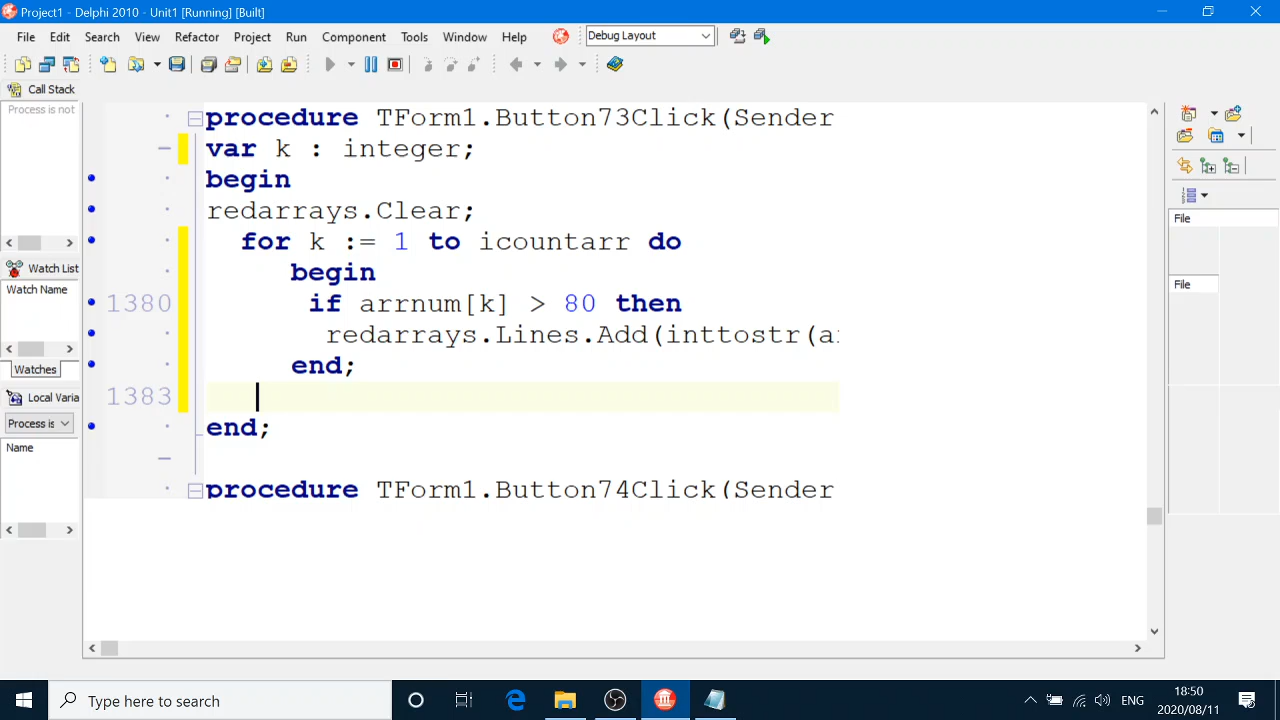 Project1 - Delphi 2010 - Unit1 [Running] [Built]
File Edit Search View Refactor Project Run Component Tools Window Help
Debug Layout
Call Stack
Process is not
procedure TForm1.Button73Click(Sender
var k : integer;
begin
redarrays.Clear;
for k := 1 to icountarr do
begin
1380 if arrnum[k] > 80 then
redarrays.Lines.Add(inttostr(a
end;
1383
end;
procedure TForm1.Button74Click(Sender
Watch List
Watch Name
Watches
Local Varia
Process is
Name
File
File
Type here to search
ENG
18:50
2020/08/11